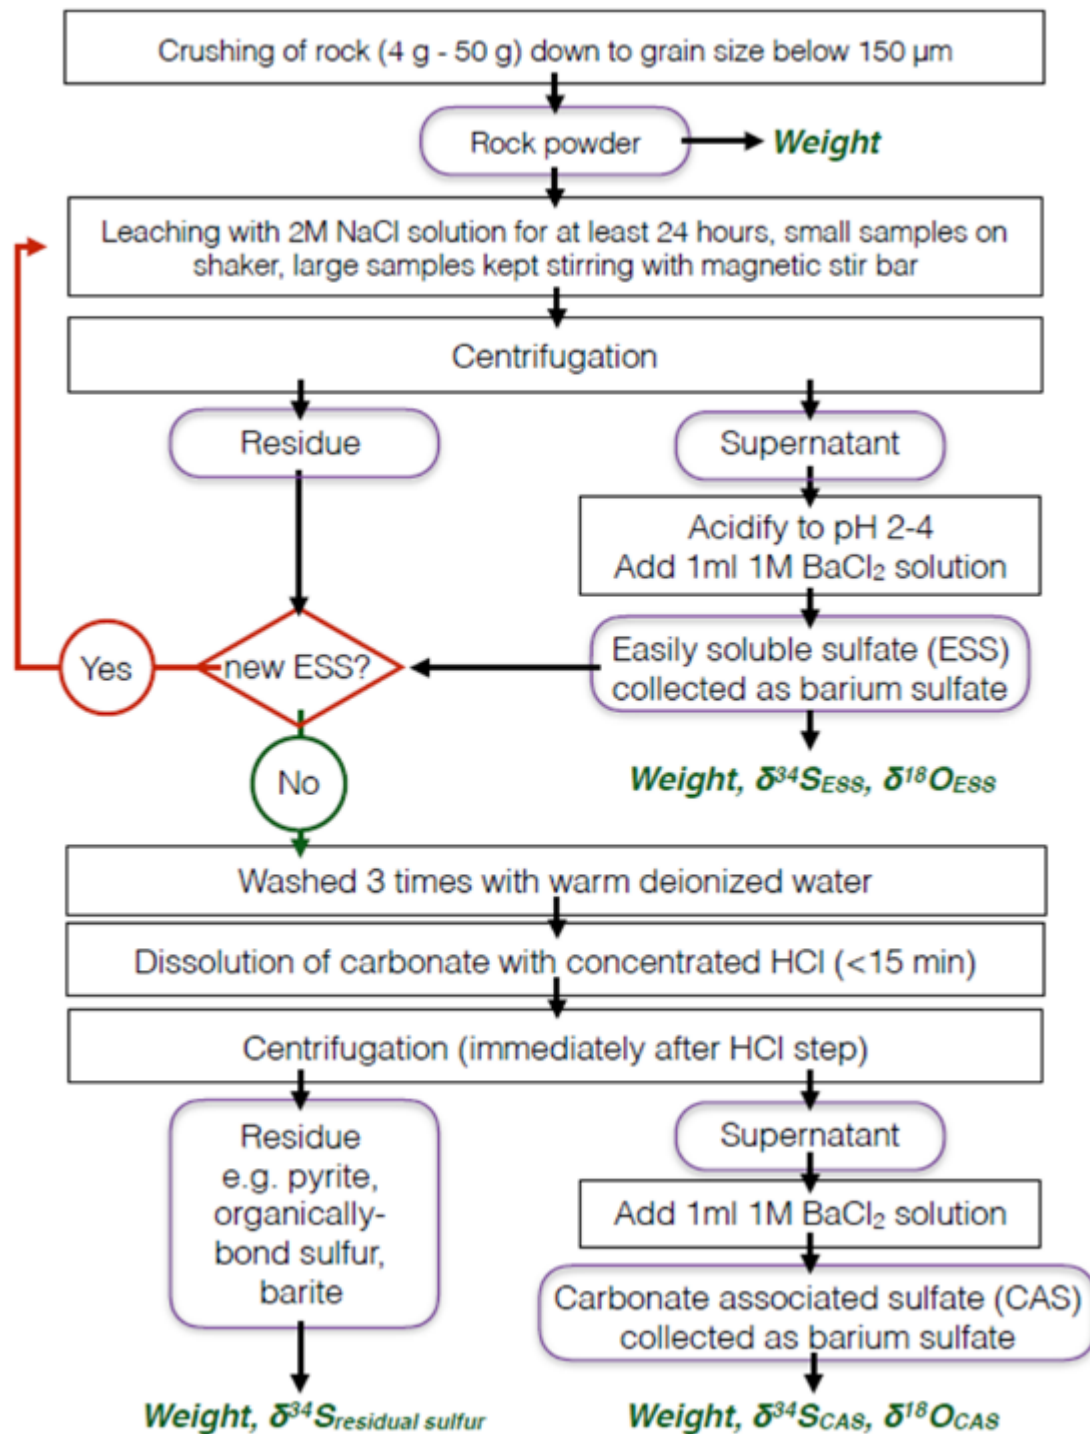 Crushing of rock (4 g - 50 g) down to grain size below 150 µm
Rock powder
Weight
Leaching with 2M NaCl solution for at least 24 hours, small samples on
shaker, large samples kept stirring with magnetic stir bar
Centrifugation
Residue
Supernatant
Acidify to pH 2-4
Add 1ml 1M BaCl₂ solution
Yes
new ESS?
Easily soluble sulfate (ESS)
collected as barium sulfate
No
Weight, δ³⁴S_ESS, δ¹⁸O_ESS
Washed 3 times with warm deionized water
Dissolution of carbonate with concentrated HCl (<15 min)
Centrifugation (immediately after HCl step)
Residue
e.g. pyrite,
organically-
bond sulfur,
barite
Supernatant
Add 1ml 1M BaCl₂ solution
Carbonate associated sulfate (CAS)
collected as barium sulfate
Weight, δ³⁴S_residual sulfur
Weight, δ³⁴S_CAS, δ¹⁸O_CAS